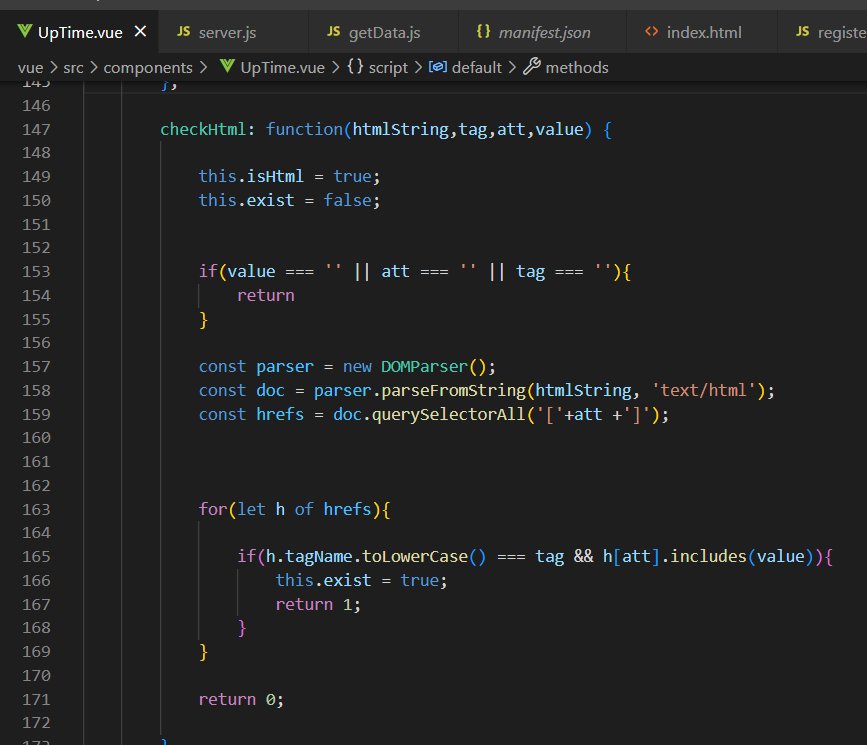 UpTime.vue × JS server.js JS getData.js {} manifest.json <> index.html JS registe
vue > src > components > UpTime.vue > {} script > default > methods
145 },
146
147 checkHtml: function(htmlString,tag,att,value) {
148
149 this.isHtml = true;
150 this.exist = false;
151
152
153 if(value === '' || att === '' || tag === ''){
154 return
155 }
156
157 const parser = new DOMParser();
158 const doc = parser.parseFromString(htmlString, 'text/html');
159 const hrefs = doc.querySelectorAll('['+att +']');
160
161
162
163 for(let h of hrefs){
164
165 if(h.tagName.toLowerCase() === tag && h[att].includes(value)){
166 this.exist = true;
167 return 1;
168 }
169 }
170
171 return 0;
172
173 }